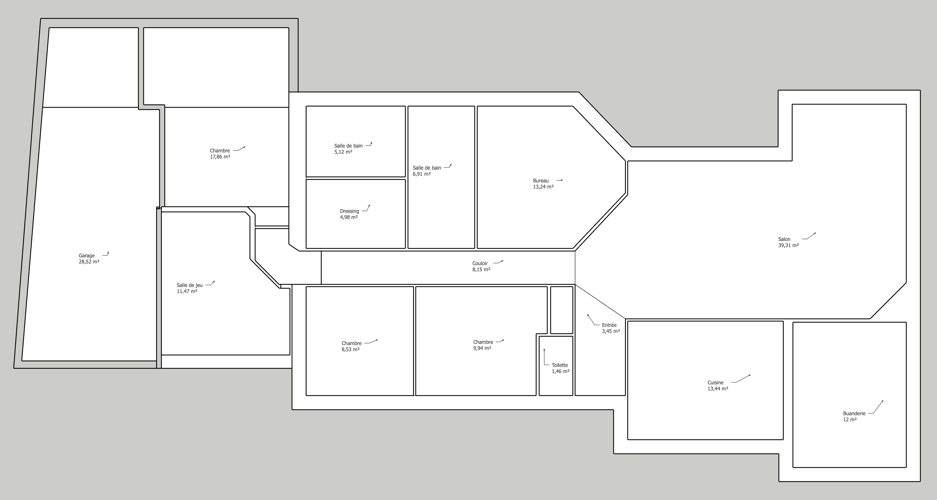 Salle de bain
5,12 m²
Chambre
17,86 m²
Salle de bain
6,91 m²
Bureau
13,24 m²
Dressing
4,98 m²
Salon
39,31 m²
Garage
28,52 m²
Couloir
8,15 m²
Salle de jeu
11,47 m²
Entrée
3,45 m²
Chambre
8,53 m²
Chambre
9,94 m²
Toilette
1,46 m²
Cuisine
13,44 m²
Buanderie
12 m²